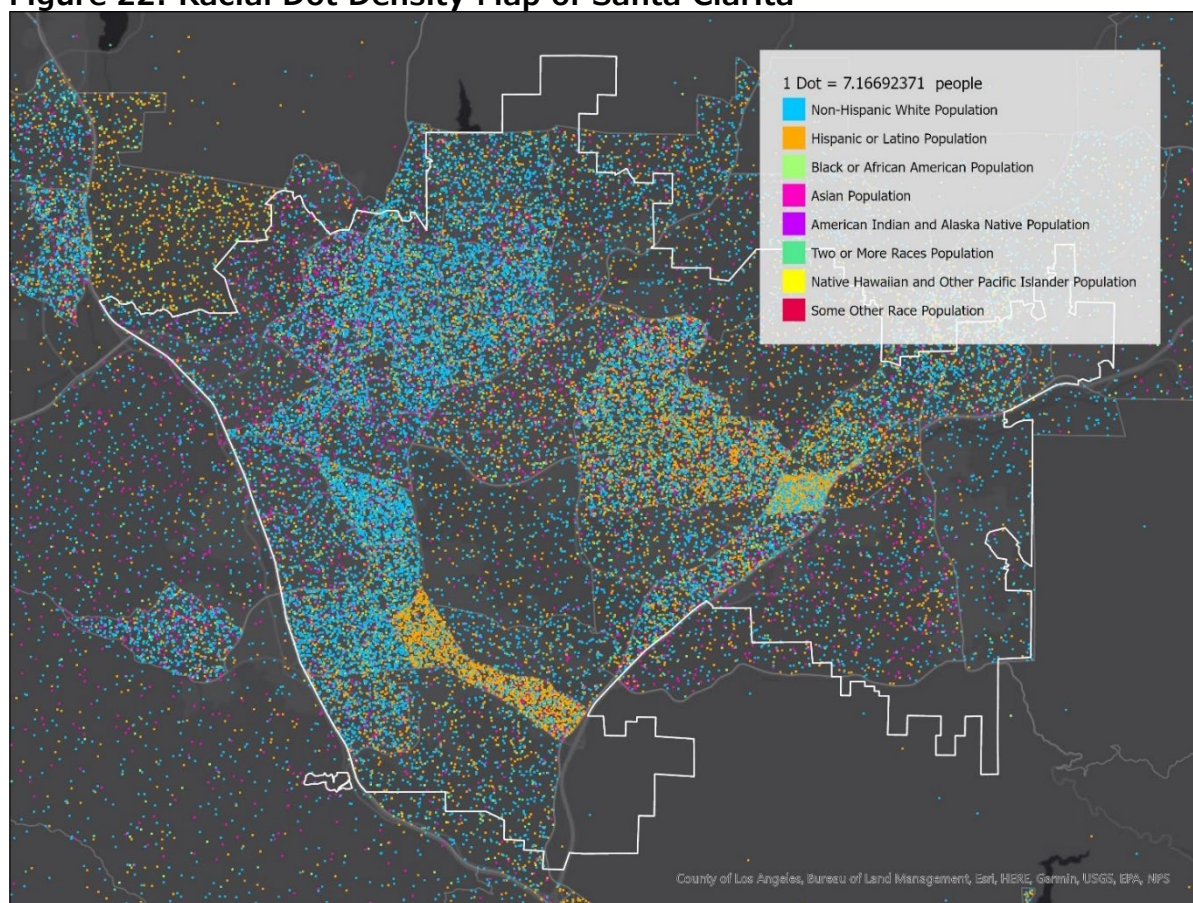 Figure 22: Racial Dot Density Map of Santa Clarita
1 Dot = 7.16692371 people
Non-Hispanic White Population
Hispanic or Latino Population
Black or African American Population
Asian Population
American Indian and Alaska Native Population
Two or More Races Population
Native Hawaiian and Other Pacific Islander Population
Some Other Race Population
County of Los Angeles, Bureau of Land Management, Esri, HERE, Garmin, USGS, EPA, NPS